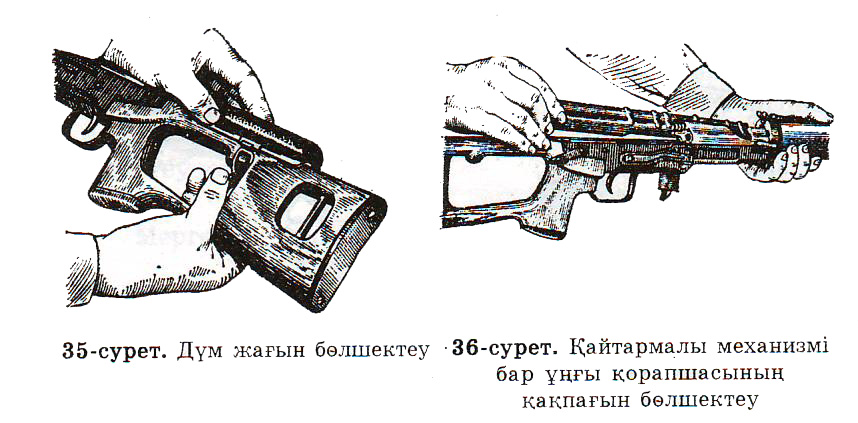 35-сурет. Дүм жағын бөлшектеу
36-сурет. Қайтармалы механизмі
бар ұңғы қорапшасының
қақпағын бөлшектеу